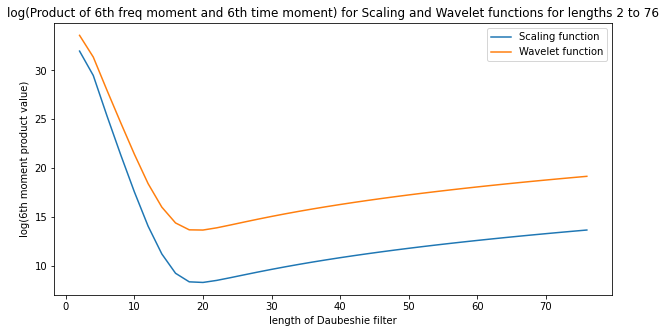 log(Product of 6th freq moment and 6th time moment) for Scaling and Wavelet functions for lengths 2 to 76
Scaling function
Wavelet function
log(6th moment product value)
30
25
20
15
10
0 10 20 30 40 50 60 70
length of Daubeshie filter